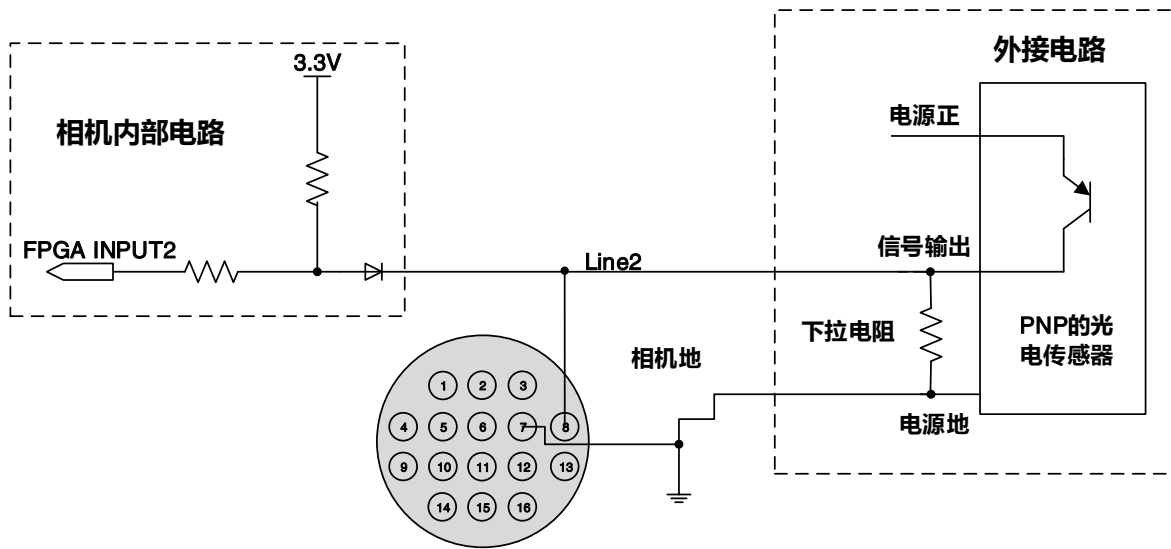 外接电路
3.3V
相机内部电路
电源正
FPGA INPUT2
信号输出
Line2
下拉电阻
PNP的光
电传感器
相机地
电源地
1 2 3
4 5 6 7 8
9 10 11 12 13
14 15 16